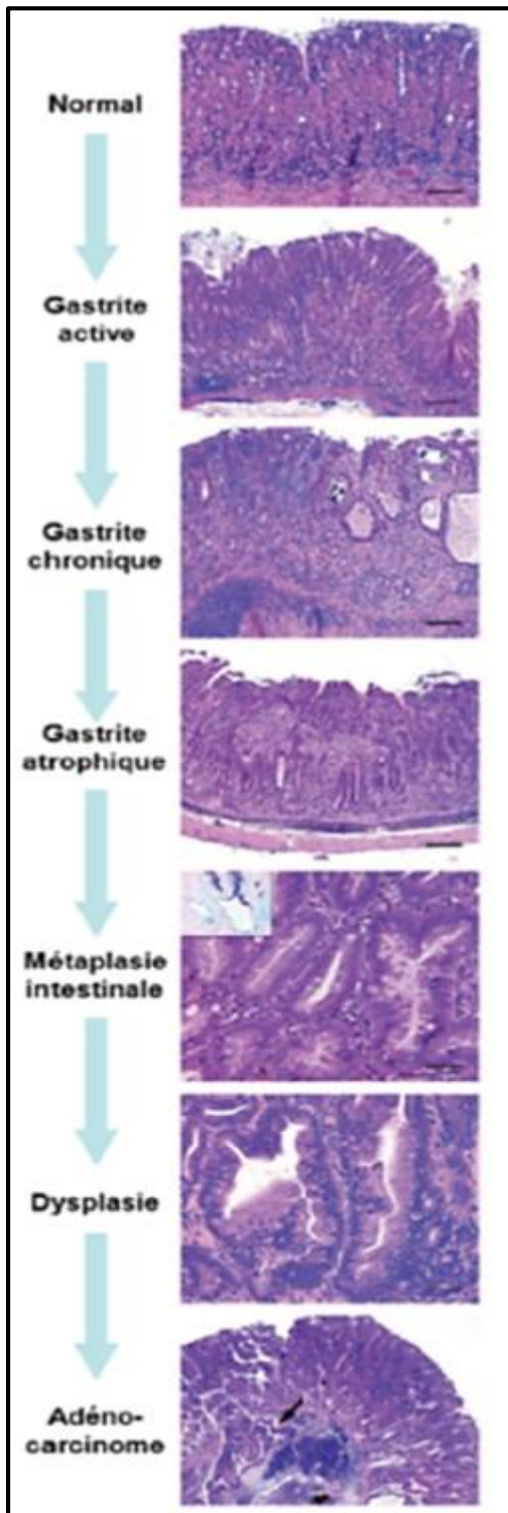 Normal
Gastrite
active
Gastrite
chronique
Gastrite
atrophique
Métaplasie
intestinale
Dysplasie
Adéno-
carcinome